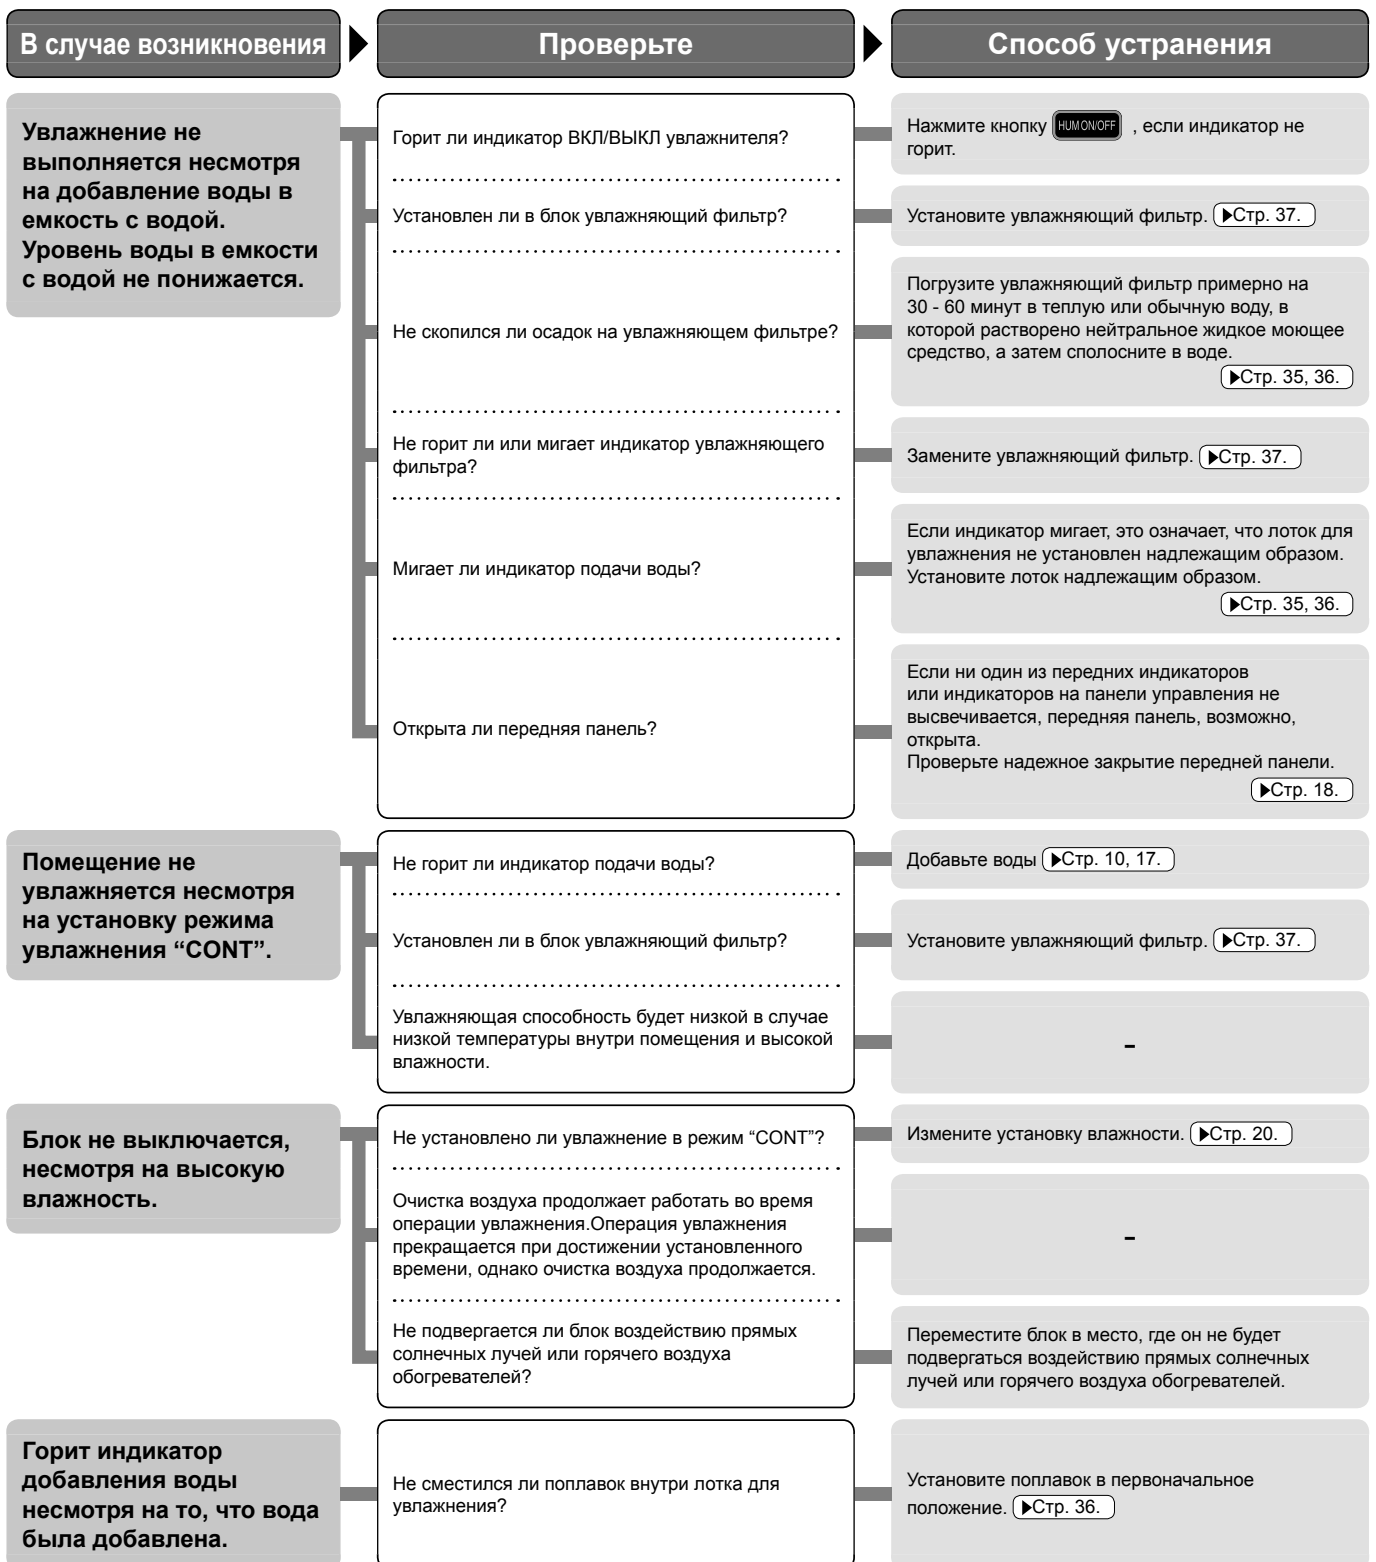 В случае возникновения
Проверьте
Способ устранения
Увлажнение не
выполняется несмотря
на добавление воды в
емкость с водой.
Уровень воды в емкости
с водой не понижается.
Горит ли индикатор ВКЛ/ВЫКЛ увлажнителя?
Нажмите кнопку HUM ON/OFF , если индикатор не
горит.
Установлен ли в блок увлажняющий фильтр?
Установите увлажняющий фильтр. ▶Стр. 37.
Не скопился ли осадок на увлажняющем фильтре?
Погрузите увлажняющий фильтр примерно на
30 - 60 минут в теплую или обычную воду, в
которой растворено нейтральное жидкое моющее
средство, а затем сполосните в воде.
▶Стр. 35, 36.
Не горит ли или мигает индикатор увлажняющего
фильтра?
Замените увлажняющий фильтр. ▶Стр. 37.
Мигает ли индикатор подачи воды?
Если индикатор мигает, это означает, что лоток для
увлажнения не установлен надлежащим образом.
Установите лоток надлежащим образом.
▶Стр. 35, 36.
Открыта ли передняя панель?
Если ни один из передних индикаторов
или индикаторов на панели управления не
высвечивается, передняя панель, возможно,
открыта.
Проверьте надежное закрытие передней панели.
▶Стр. 18.
Помещение не
увлажняется несмотря
на установку режима
увлажнения “CONT”.
Не горит ли индикатор подачи воды?
Добавьте воды ▶Стр. 10, 17.
Установлен ли в блок увлажняющий фильтр?
Установите увлажняющий фильтр. ▶Стр. 37.
Увлажняющая способность будет низкой в случае
низкой температуры внутри помещения и высокой
влажности.
-
Блок не выключается,
несмотря на высокую
влажность.
Не установлено ли увлажнение в режим “CONT”?
Измените установку влажности. ▶Стр. 20.
Очистка воздуха продолжает работать во время
операции увлажнения.Операция увлажнения
прекращается при достижении установленного
времени, однако очистка воздуха продолжается.
-
Не подвергается ли блок воздействию прямых
солнечных лучей или горячего воздуха
обогревателей?
Переместите блок в место, где он не будет
подвергаться воздействию прямых солнечных
лучей или горячего воздуха обогревателей.
Горит индикатор
добавления воды
несмотря на то, что вода
была добавлена.
Не сместился ли поплавок внутри лотка для
увлажнения?
Установите поплавок в первоначальное
положение. ▶Стр. 36.